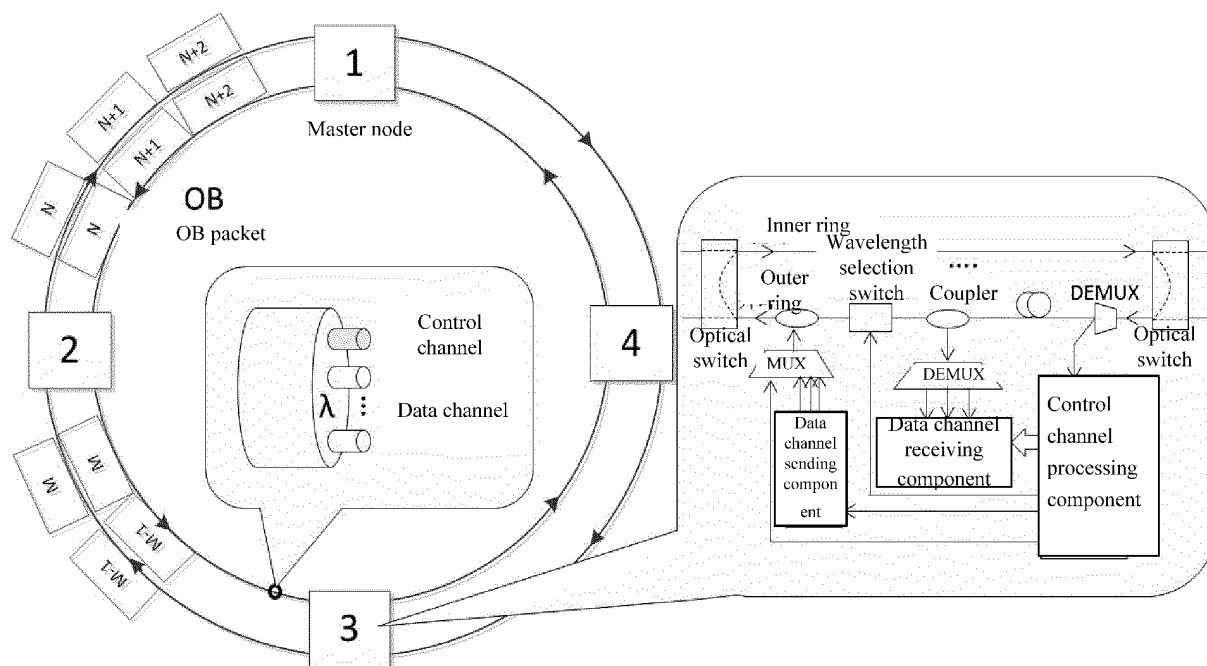 N+2
N+2
1
N+1
N+1
Master node
N
N
OB
OB packet
Inner ring
Wavelength
selection
switch
....
Outer
ring
Coupler
DEMUX
Optical
switch
Optical
switch
2
4
Control
channel
λ
Data channel
MUX
DEMUX
Data
channel
sending
compon
ent
Data channel
receiving
component
Control
channel
processing
component
M
M
M-1
M-1
3